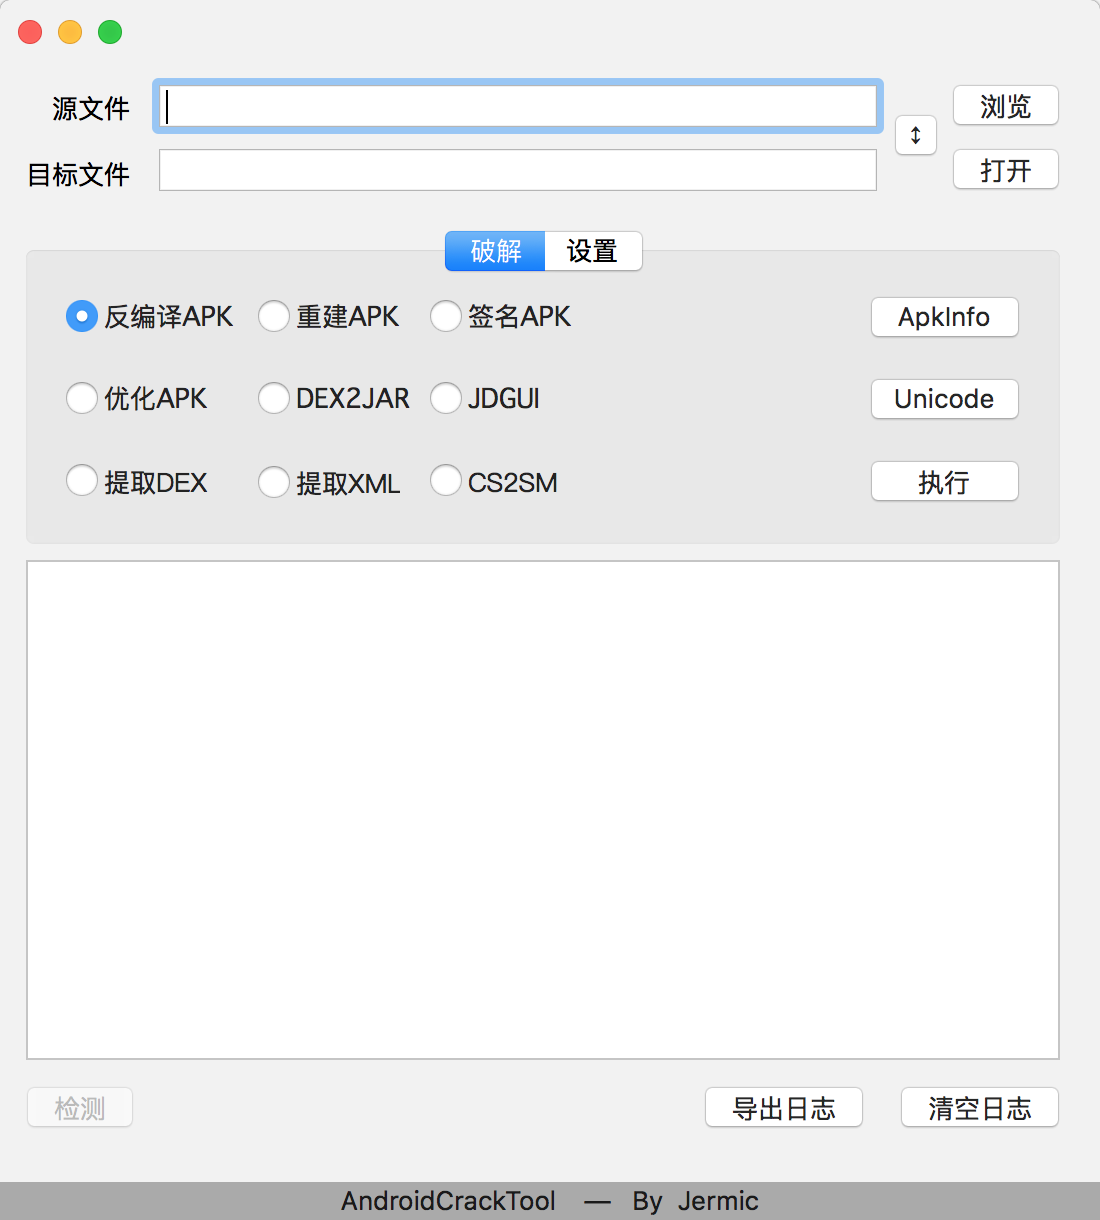 源文件
浏览
↕
目标文件
打开
破解 设置
反编译APK 重建APK 签名APK ApkInfo
优化APK DEX2JAR JDGUI Unicode
提取DEX 提取XML CS2SM 执行
检测 导出日志 清空日志
AndroidCrackTool — By Jermic